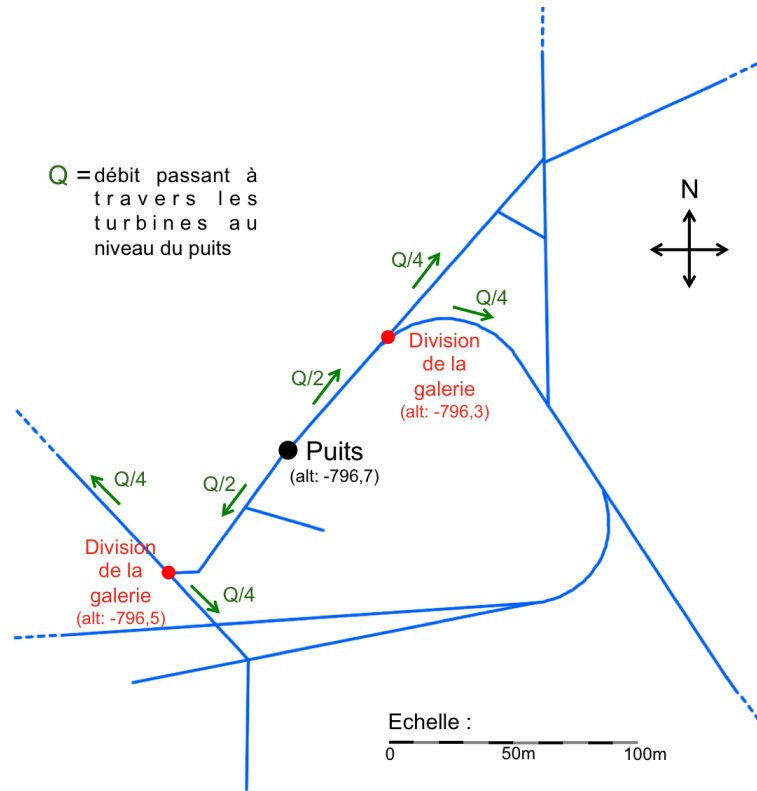 Q = débit passant à
travers les
turbines au
niveau du puits
N
Q/4
Q/4
Division
de la
galerie
(alt: -796,3)
Q/2
Puits
(alt: -796,7)
Q/4
Q/2
Division
de la
galerie
(alt: -796,5)
Q/4
Echelle :
0 50m 100m